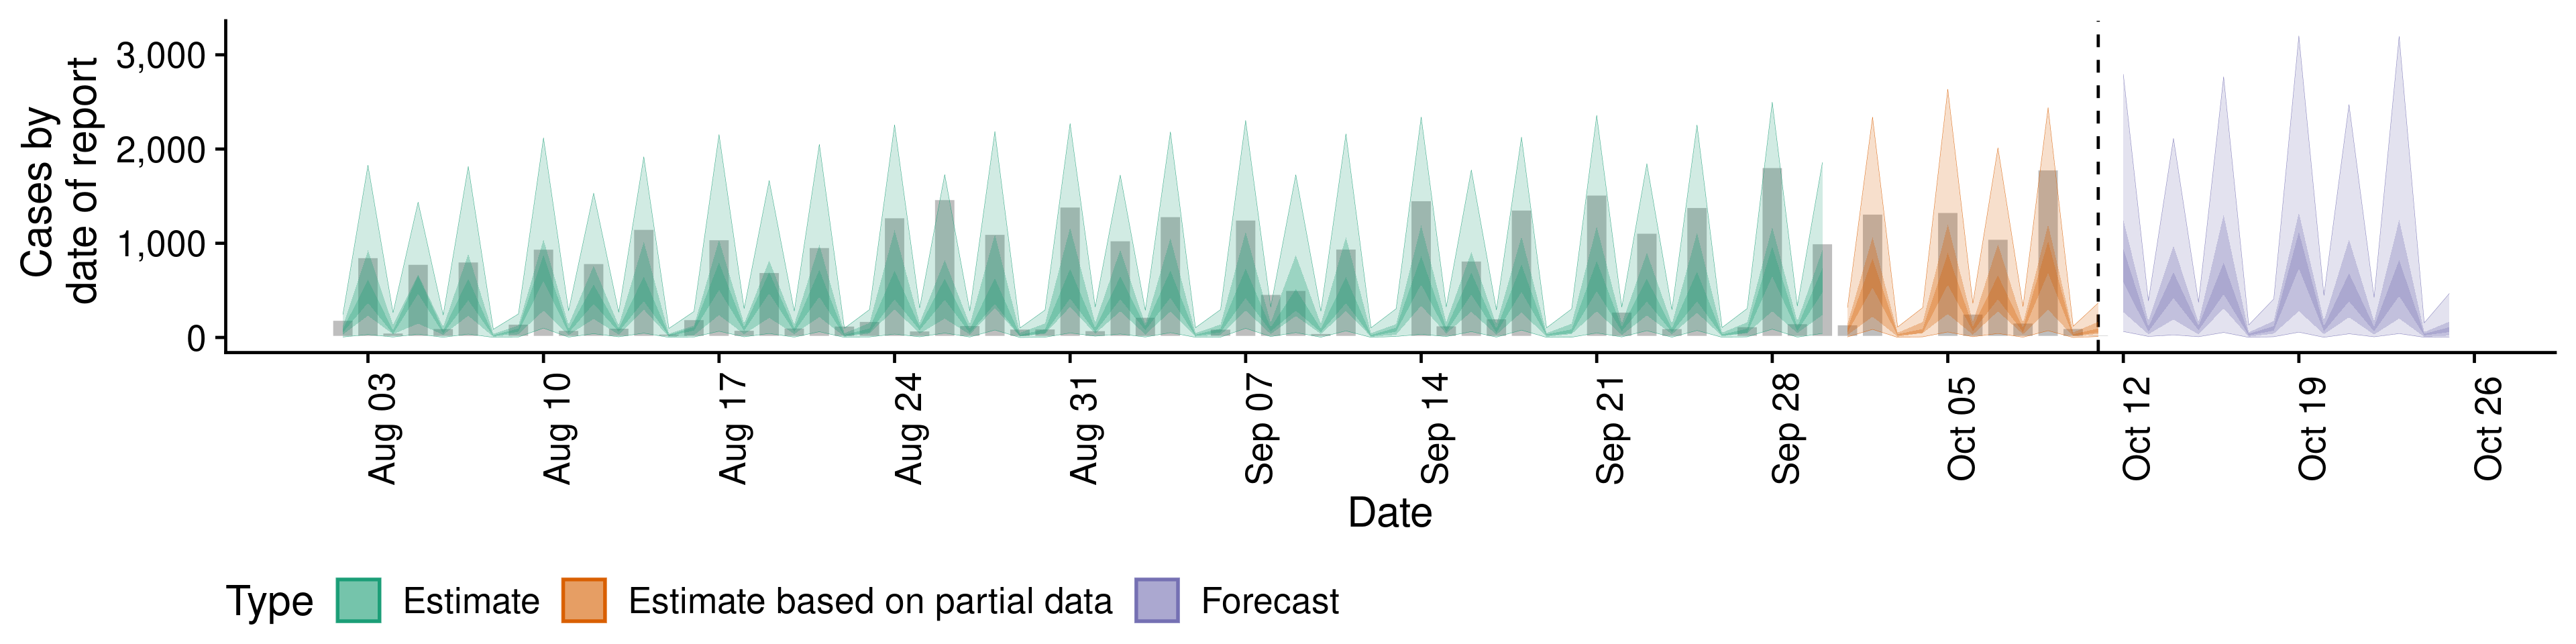 Cases by
date of report
3,000
2,000
1,000
0
Aug 03
Aug 10
Aug 17
Aug 24
Aug 31
Sep 07
Sep 14
Sep 21
Sep 28
Oct 05
Oct 12
Oct 19
Oct 26
Date
Type Estimate Estimate based on partial data Forecast